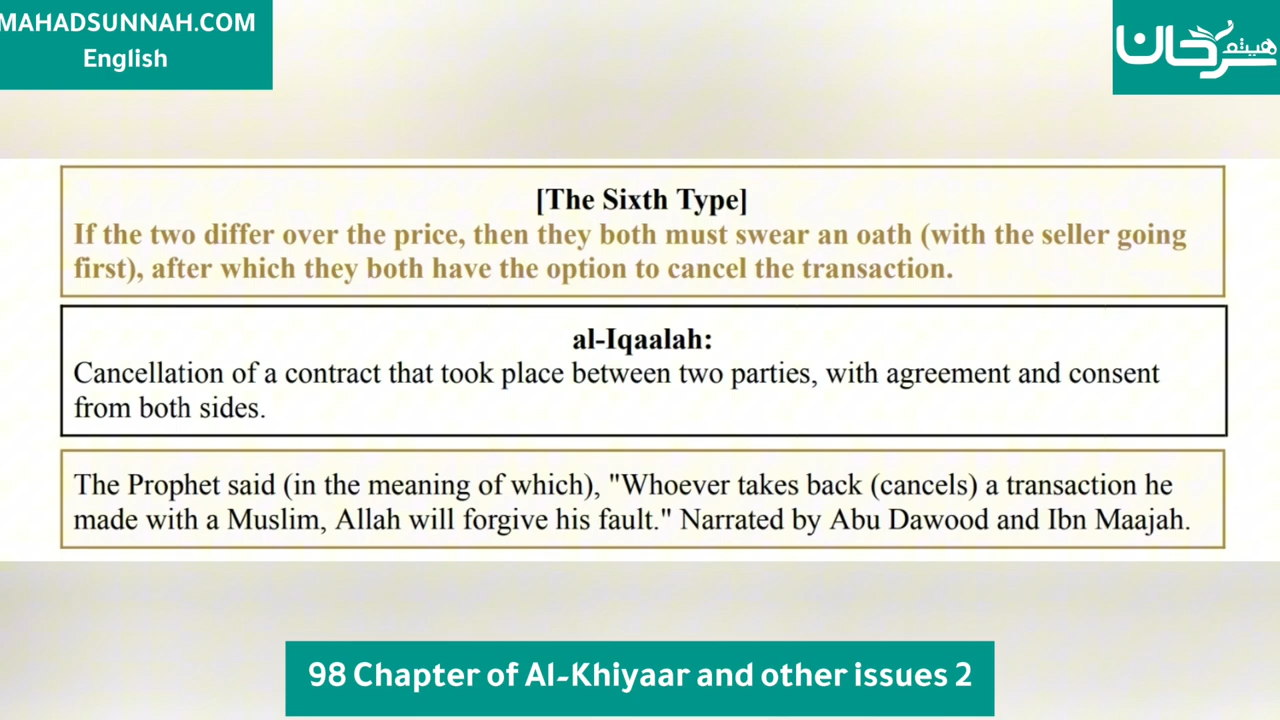 MAHADSUNNAH.COM
English
هيثم
سرحان
[The Sixth Type]
If the two differ over the price, then they both must swear an oath (with the seller going
first), after which they both have the option to cancel the transaction.
al-Iqaalah:
Cancellation of a contract that took place between two parties, with agreement and consent
from both sides.
The Prophet said (in the meaning of which), "Whoever takes back (cancels) a transaction he
made with a Muslim, Allah will forgive his fault." Narrated by Abu Dawood and Ibn Maajah.
98 Chapter of Al-Khiyaar and other issues 2